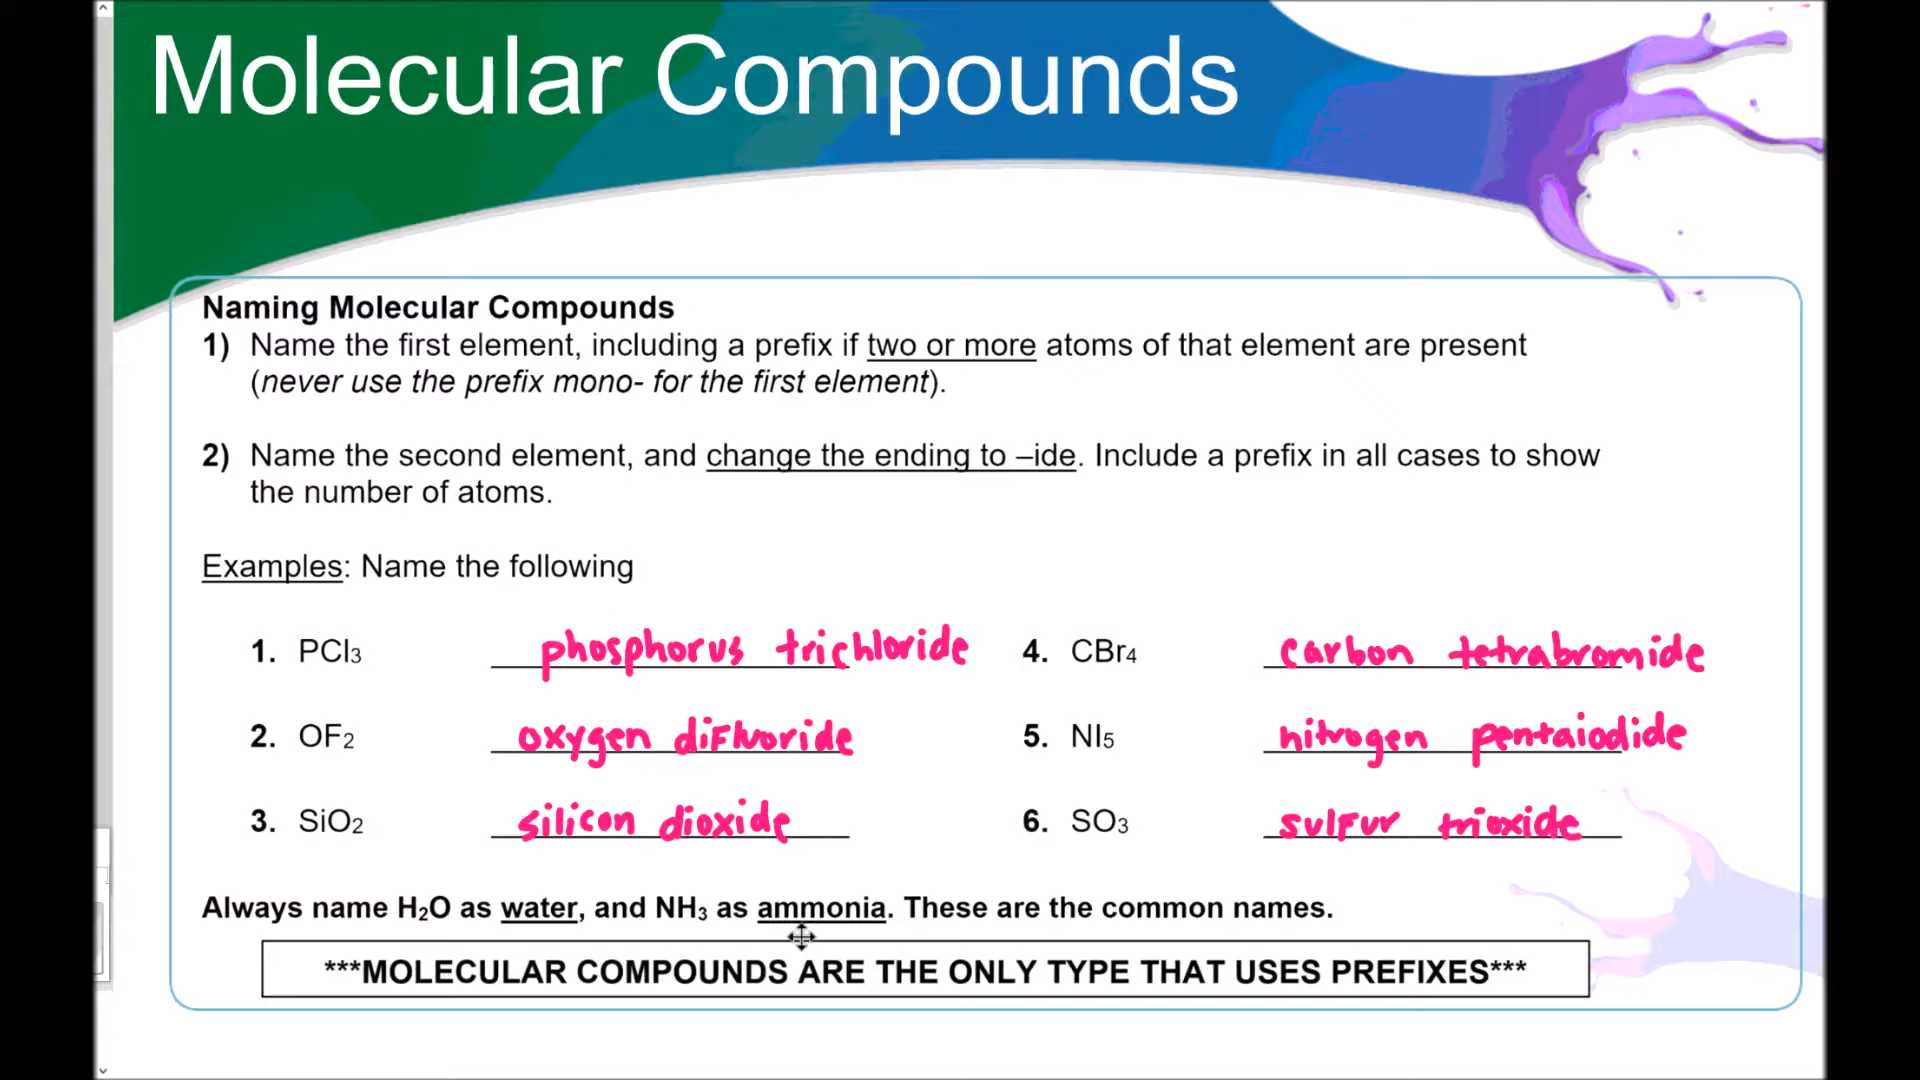 Molecular Compounds
Naming Molecular Compounds
1) Name the first element, including a prefix if two or more atoms of that element are present
(never use the prefix mono- for the first element).
2) Name the second element, and change the ending to –ide. Include a prefix in all cases to show
the number of atoms.
Examples: Name the following
1. PCl3 phosphorus trichloride 4. CBr4 carbon tetrabromide
2. OF2 oxygen difluoride 5. NI5 nitrogen pentaiodide
3. SiO2 silicon dioxide 6. SO3 sulfur trioxide
Always name H2O as water, and NH3 as ammonia. These are the common names.
***MOLECULAR COMPOUNDS ARE THE ONLY TYPE THAT USES PREFIXES***